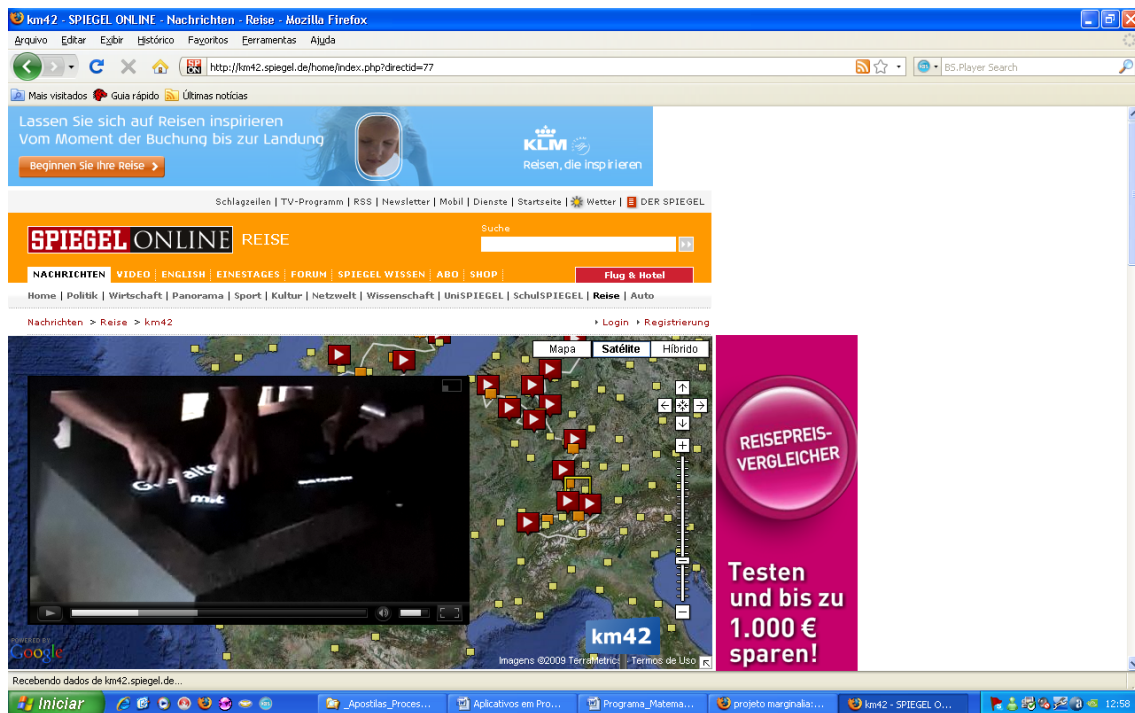 km42 - SPIEGEL ONLINE - Nachrichten - Reise - Mozilla Firefox
Arquivo Editar Exibir Histórico Favoritos Ferramentas Ajuda
http://km42.spiegel.de/home/index.php?directid=77
BS.Player Search
Mais visitados Guia rápido Últimas notícias
Lassen Sie sich auf Reisen inspirieren
Vom Moment der Buchung bis zur Landung
Beginnen Sie Ihre Reise >
KLM
Reisen, die inspirieren
Schlagzeilen | TV-Programm | RSS | Newsletter | Mobil | Dienste | Startseite | Wetter | DER SPIEGEL
SPIEGEL ONLINE REISE
Suche
NACHRICHTEN VIDEO ENGLISH EINESTAGES FORUM SPIEGEL WISSEN ABO SHOP Flug & Hotel
Home | Politik | Wirtschaft | Panorama | Sport | Kultur | Netzwelt | Wissenschaft | UniSPIEGEL | SchulSPIEGEL | Reise | Auto
Nachrichten > Reise > km42
Login Registrierung
Mapa Satélite Híbrido
mit
POWERED BY
Google
km42
Imagens ©2009 TerraMetrics - Termos de Uso
REISEPREIS-
VERGLEICHER
Testen
und bis zu
1.000 €
sparen!
Recebendo dados de km42.spiegel.de...
Iniciar _Apostilas_Proces... Aplicativos em Pro... Programa_Matema... projeto marginalia:... km42 - SPIEGEL O... 12:58